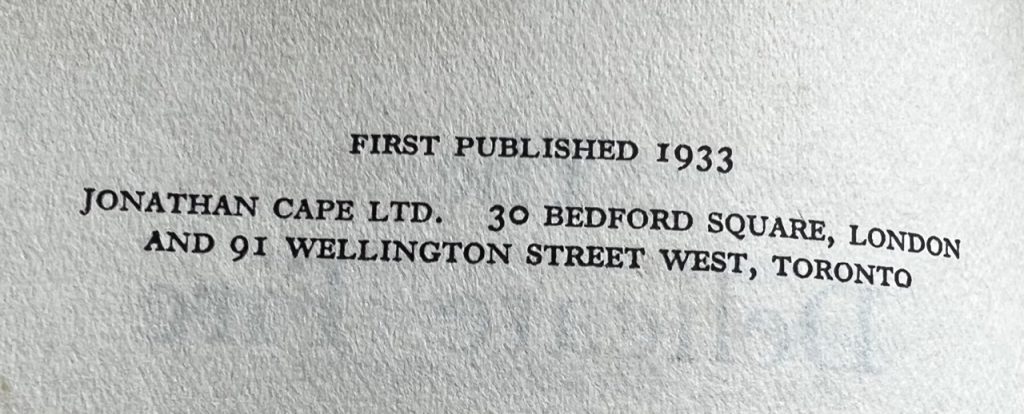 FIRST PUBLISHED 1933
JONATHAN CAPE LTD. 30 BEDFORD SQUARE, LONDON
AND 91 WELLINGTON STREET WEST, TORONTO